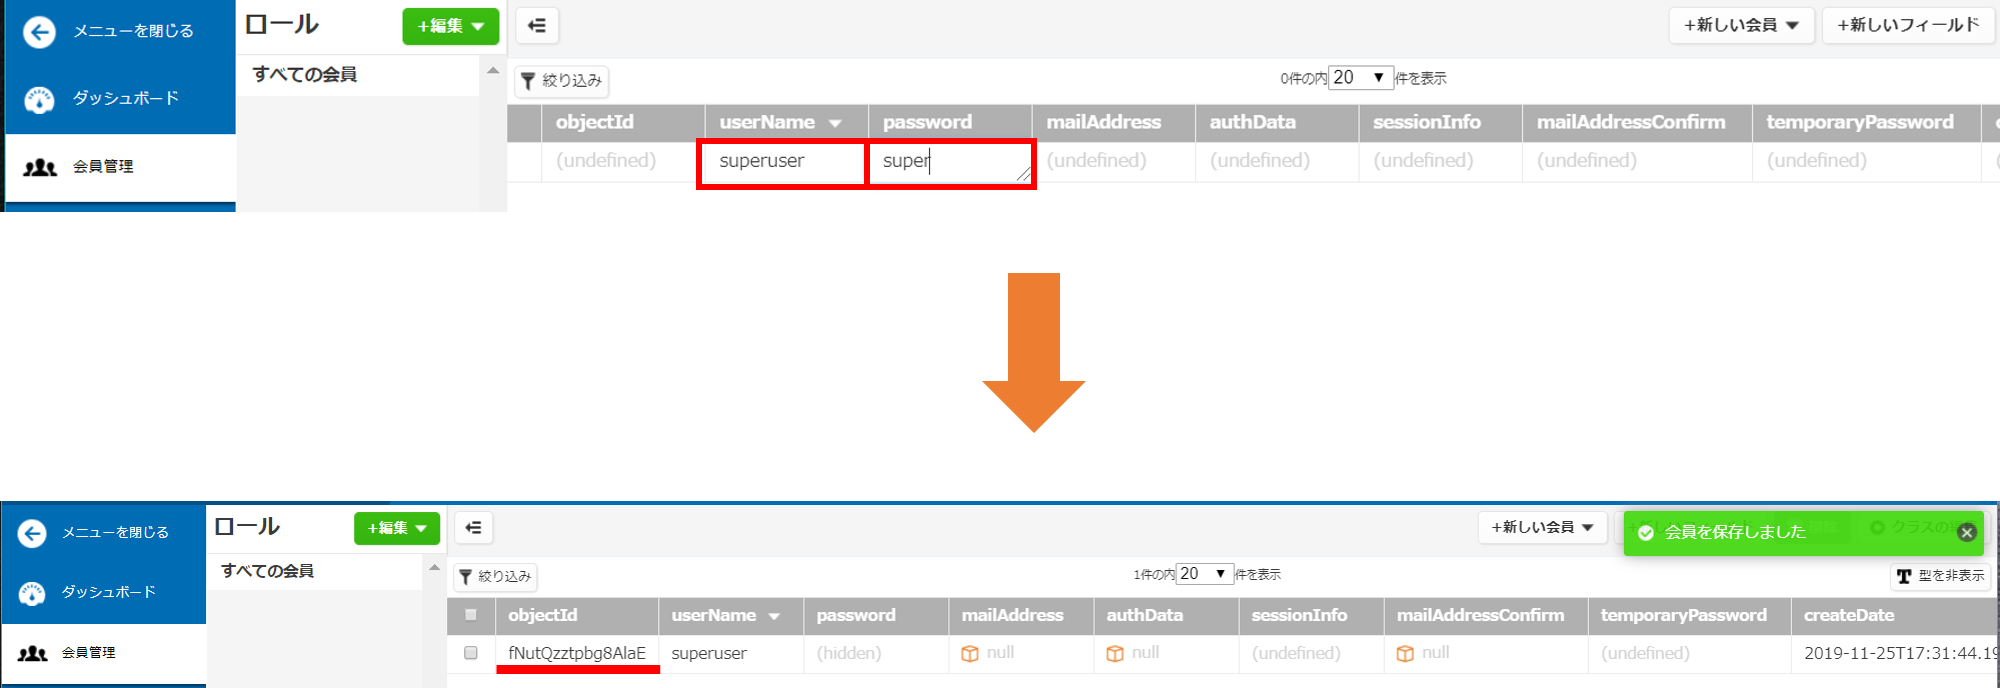 メニューを閉じる
ロール
+編集
+新しい会員
+新しいフィールド
すべての会員
絞り込み
0件の内 20 件を表示
ダッシュボード
objectId userName password mailAddress authData sessionInfo mailAddressConfirm temporaryPassword
(undefined) superuser super (undefined) (undefined) (undefined) (undefined) (undefined)
会員管理
メニューを閉じる
ロール
+編集
+新しい会員
会員を保存しました
クラスの
すべての会員
絞り込み
1件の内 20 件を表示
型を非表示
ダッシュボード
objectId userName password mailAddress authData sessionInfo mailAddressConfirm temporaryPassword createDate
fNutQzztpbg8AlaE superuser (hidden) null null (undefined) null (undefined) 2019-11-25T17:31:44.19
会員管理